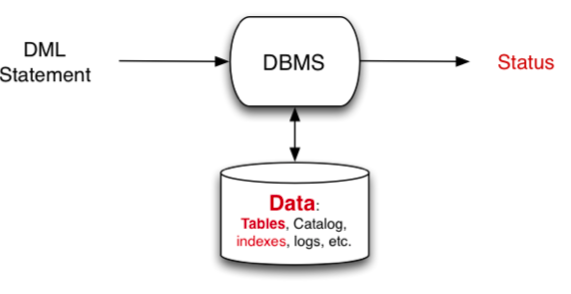 DML
Statement
DBMS
Status
Data:
Tables, Catalog,
indexes, logs, etc.